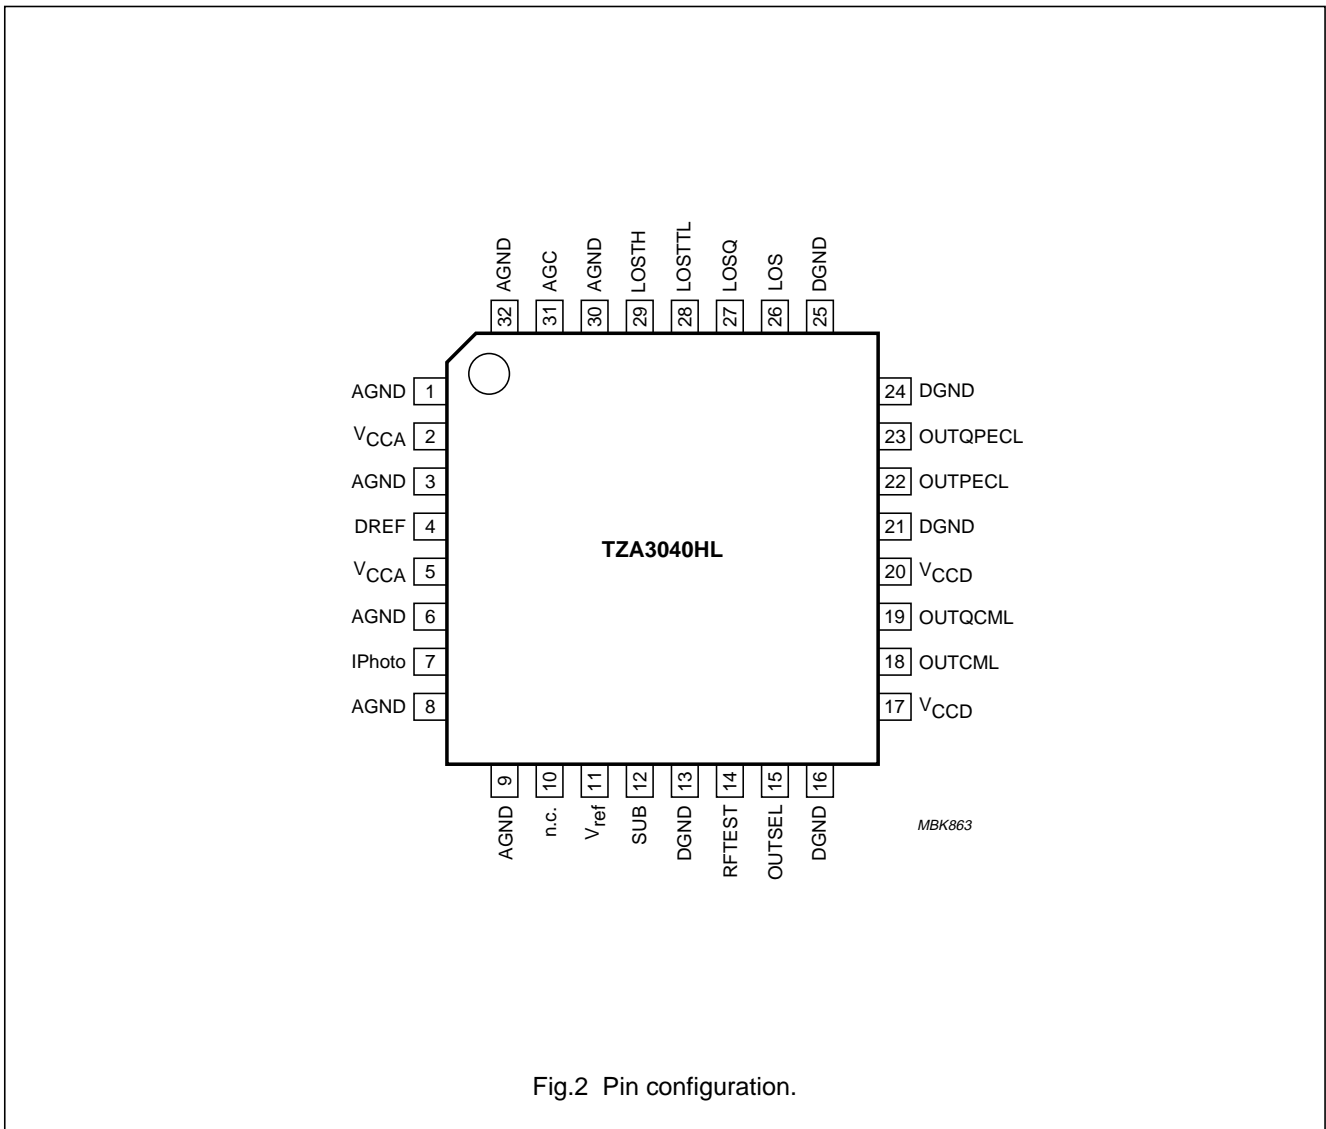 AGND
AGC
AGND
LOSTH
LOSTTL
LOSQ
LOS
DGND
32
31
30
29
28
27
26
25
AGND 1
VCCA 2
AGND 3
DREF 4
VCCA 5
AGND 6
IPhoto 7
AGND 8
TZA3040HL
24 DGND
23 OUTQPECL
22 OUTPECL
21 DGND
20 VCCD
19 OUTQCML
18 OUTCML
17 VCCD
9
10
11
12
13
14
15
16
AGND
n.c.
Vref
SUB
DGND
RFTEST
OUTSEL
DGND
MBK863
Fig.2 Pin configuration.